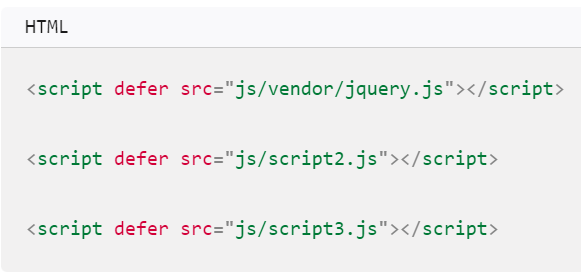 HTML
<script defer src="js/vendor/jquery.js"></script>
<script defer src="js/script2.js"></script>
<script defer src="js/script3.js"></script>